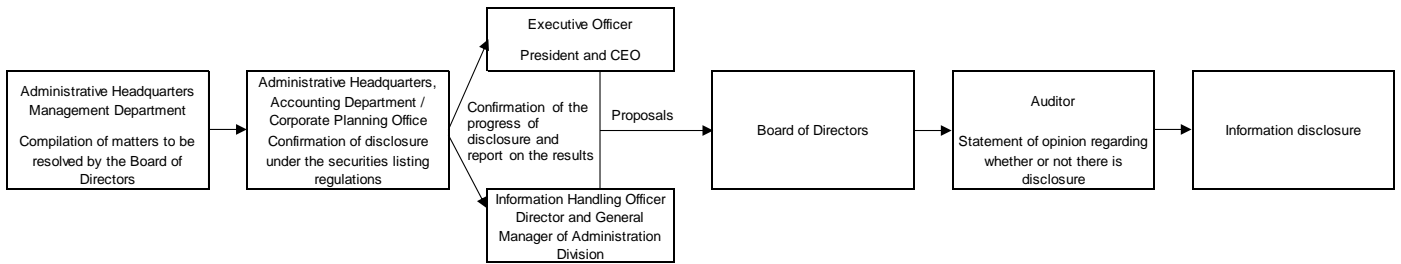 Administrative Headquarters
Management Department
Compilation of matters to be
resolved by the Board of
Directors
Administrative Headquarters,
Accounting Department /
Corporate Planning Office
Confirmation of disclosure
under the securities listing
regulations
Executive Officer
President and CEO
Confirmation of the
progress of
disclosure and
report on the results
Information Handling Officer
Director and General
Manager of Administration
Division
Proposals
Board of Directors
Auditor
Statement of opinion regarding
whether or not there is
disclosure
Information disclosure